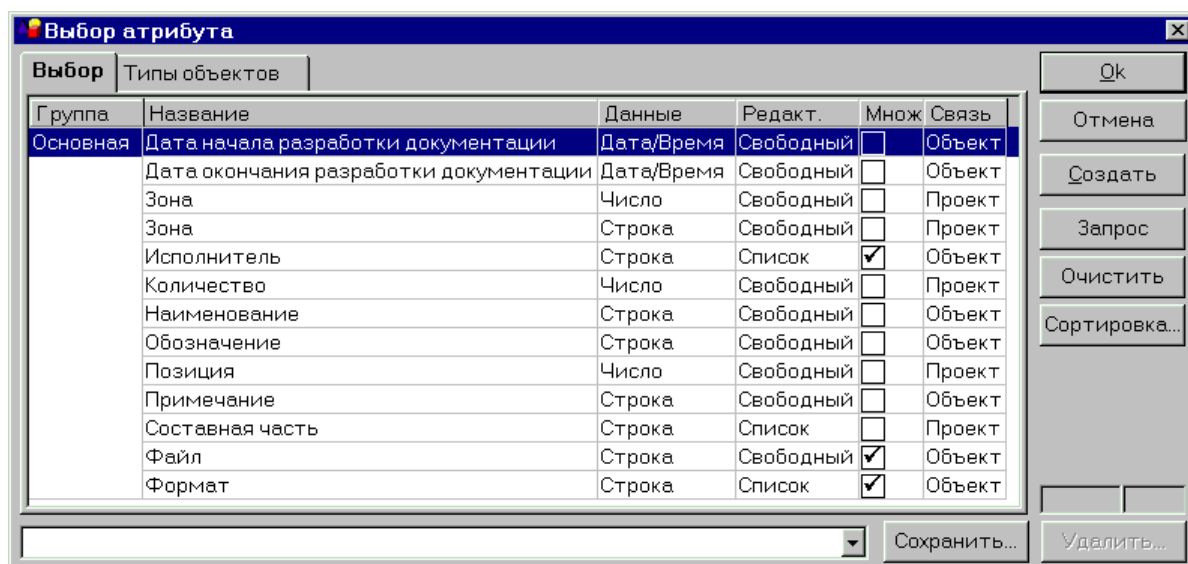 Выбор атрибута
Выбор Типы объектов
Группа Название Данные Редакт. Множ Связь
Основная Дата начала разработки документации Дата/Время Свободный Объект
Дата окончания разработки документации Дата/Время Свободный Объект
Зона Число Свободный Проект
Зона Строка Свободный Проект
Исполнитель Строка Список Объект
Количество Число Свободный Проект
Наименование Строка Свободный Объект
Обозначение Строка Свободный Объект
Позиция Число Свободный Проект
Примечание Строка Свободный Объект
Составная часть Строка Список Проект
Файл Строка Свободный Объект
Формат Строка Список Объект
Ok
Отмена
Создать
Запрос
Очистить
Сортировка...
Сохранить... Удалить...